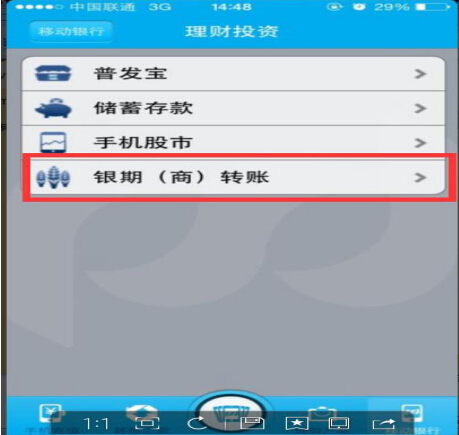 中国联通 3G 14:48 29%
移动银行 理财投资
普发宝 >
储蓄存款 >
手机股市 >
银期（商）转账 >
1:1